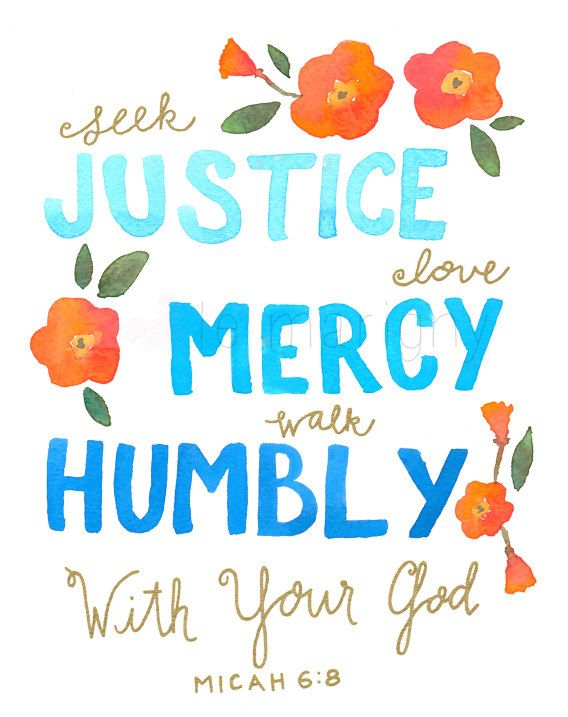 seek
JUSTICE
love
MERCY
walk
HUMBLY
With Your God
MICAH 6:8